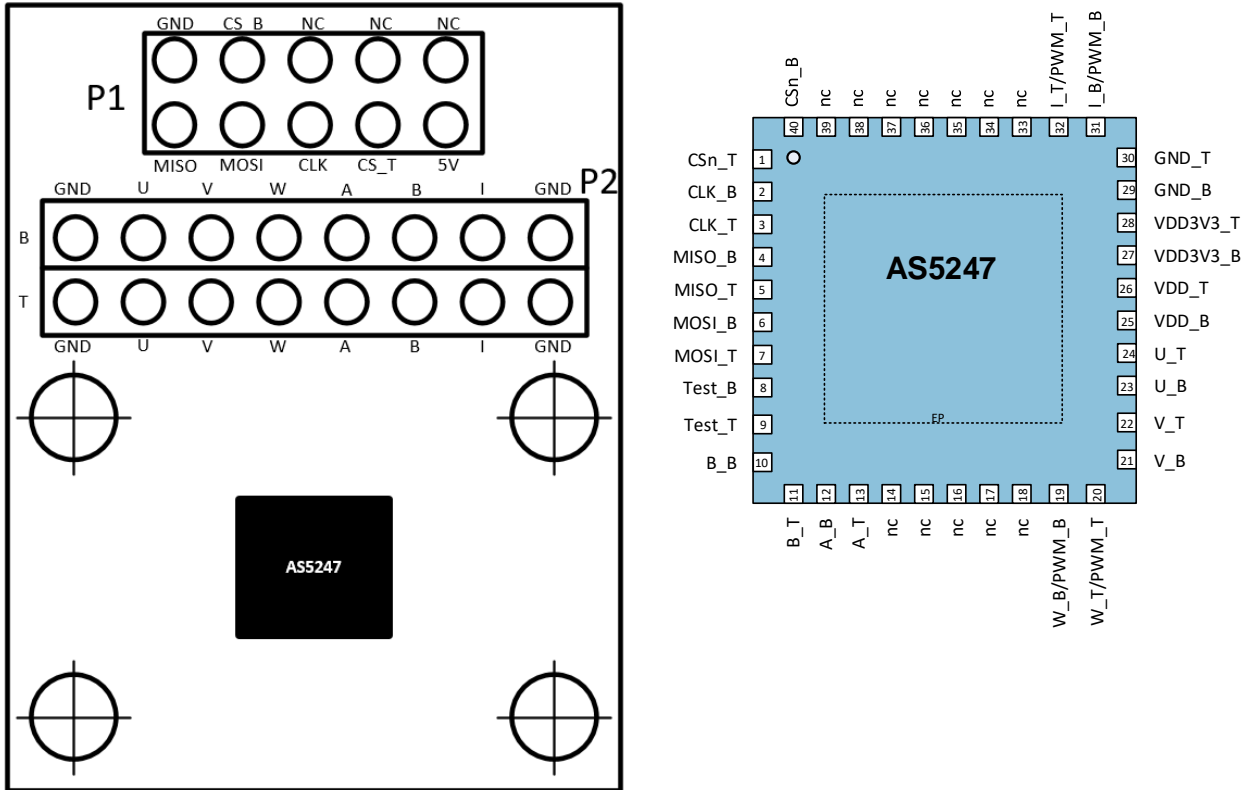 GND CS_B NC NC NC
P1
MISO MOSI CLK CS_T 5V
P2
GND U V W A B I GND
B
T
GND U V W A B I GND
AS5247
CSn_B nc nc nc nc nc nc nc I_T/PWM_T I_B/PWM_B
40 39 38 37 36 35 34 33 32 31
CSn_T 1
CLK_B 2
CLK_T 3
MISO_B 4
MISO_T 5
MOSI_B 6
MOSI_T 7
Test_B 8
Test_T 9
B_B 10
AS5247
EP
30 GND_T
29 GND_B
28 VDD3V3_T
27 VDD3V3_B
26 VDD_T
25 VDD_B
24 U_T
23 U_B
22 V_T
21 V_B
11 12 13 14 15 16 17 18 19 20
B_T A_B A_T nc nc nc nc nc W_B/PWM_B W_T/PWM_T